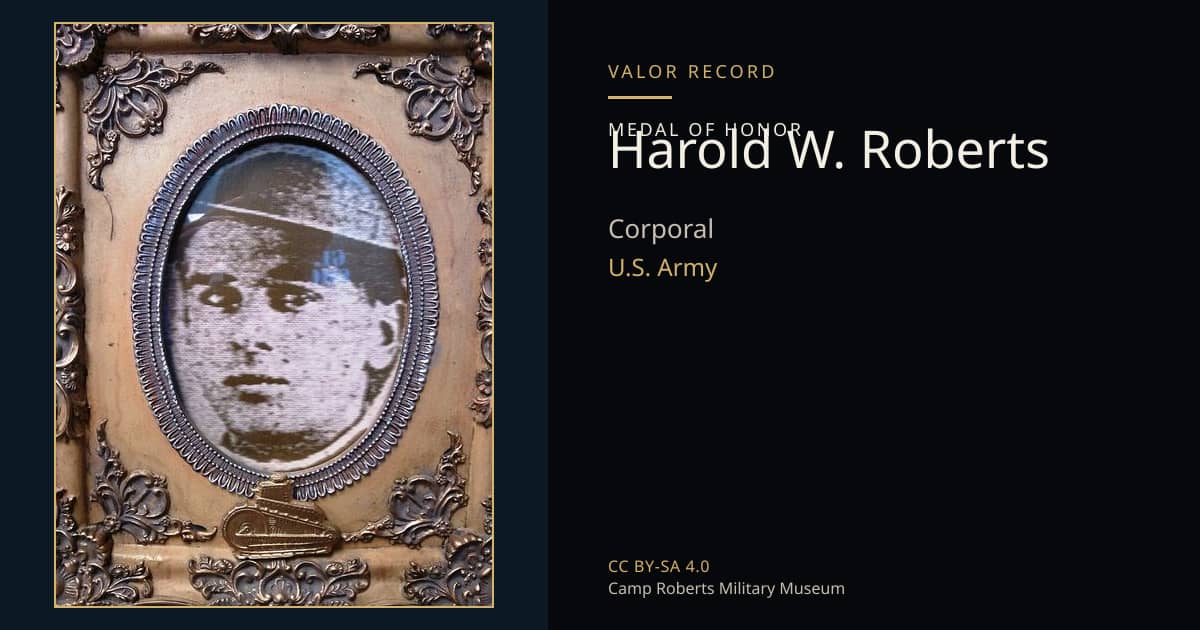 VALOR RECORD
MEDAL OF HONOR
Harold W. Roberts
Corporal
U.S. Army
CC BY-SA 4.0
Camp Roberts Military Museum